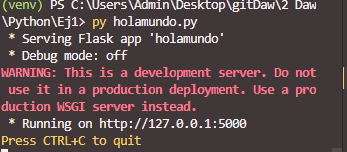 (venv) PS C:\Users\Admin\Desktop\gitDaw\2 Daw
\Python\Ej1> py holamundo.py
 * Serving Flask app 'holamundo'
 * Debug mode: off
WARNING: This is a development server. Do not
 use it in a production deployment. Use a pro
duction WSGI server instead.
 * Running on http://127.0.0.1:5000
Press CTRL+C to quit